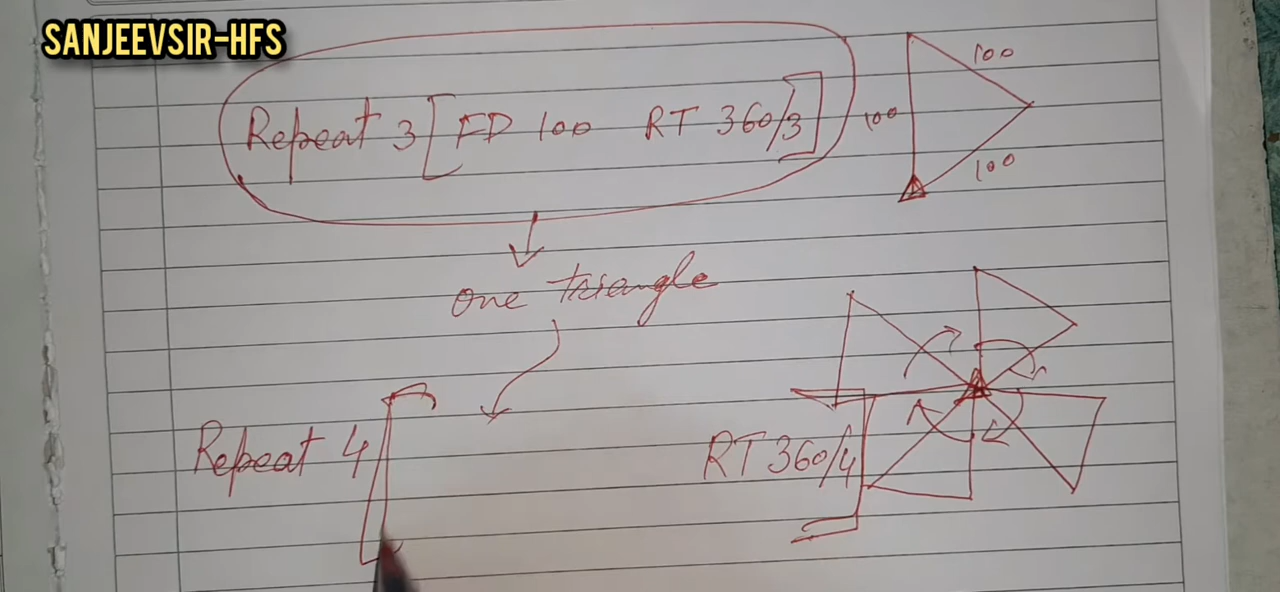 SANJEEVSIR-HFS
Repeat 3[FD 100 RT 360/3]
100
100
100
one triangle
Repeat 4[
RT 360/4]